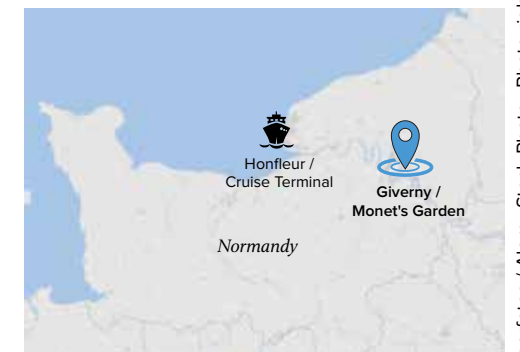 Honfleur /
Cruise Terminal
Giverny /
Monet's Garden
Normandy